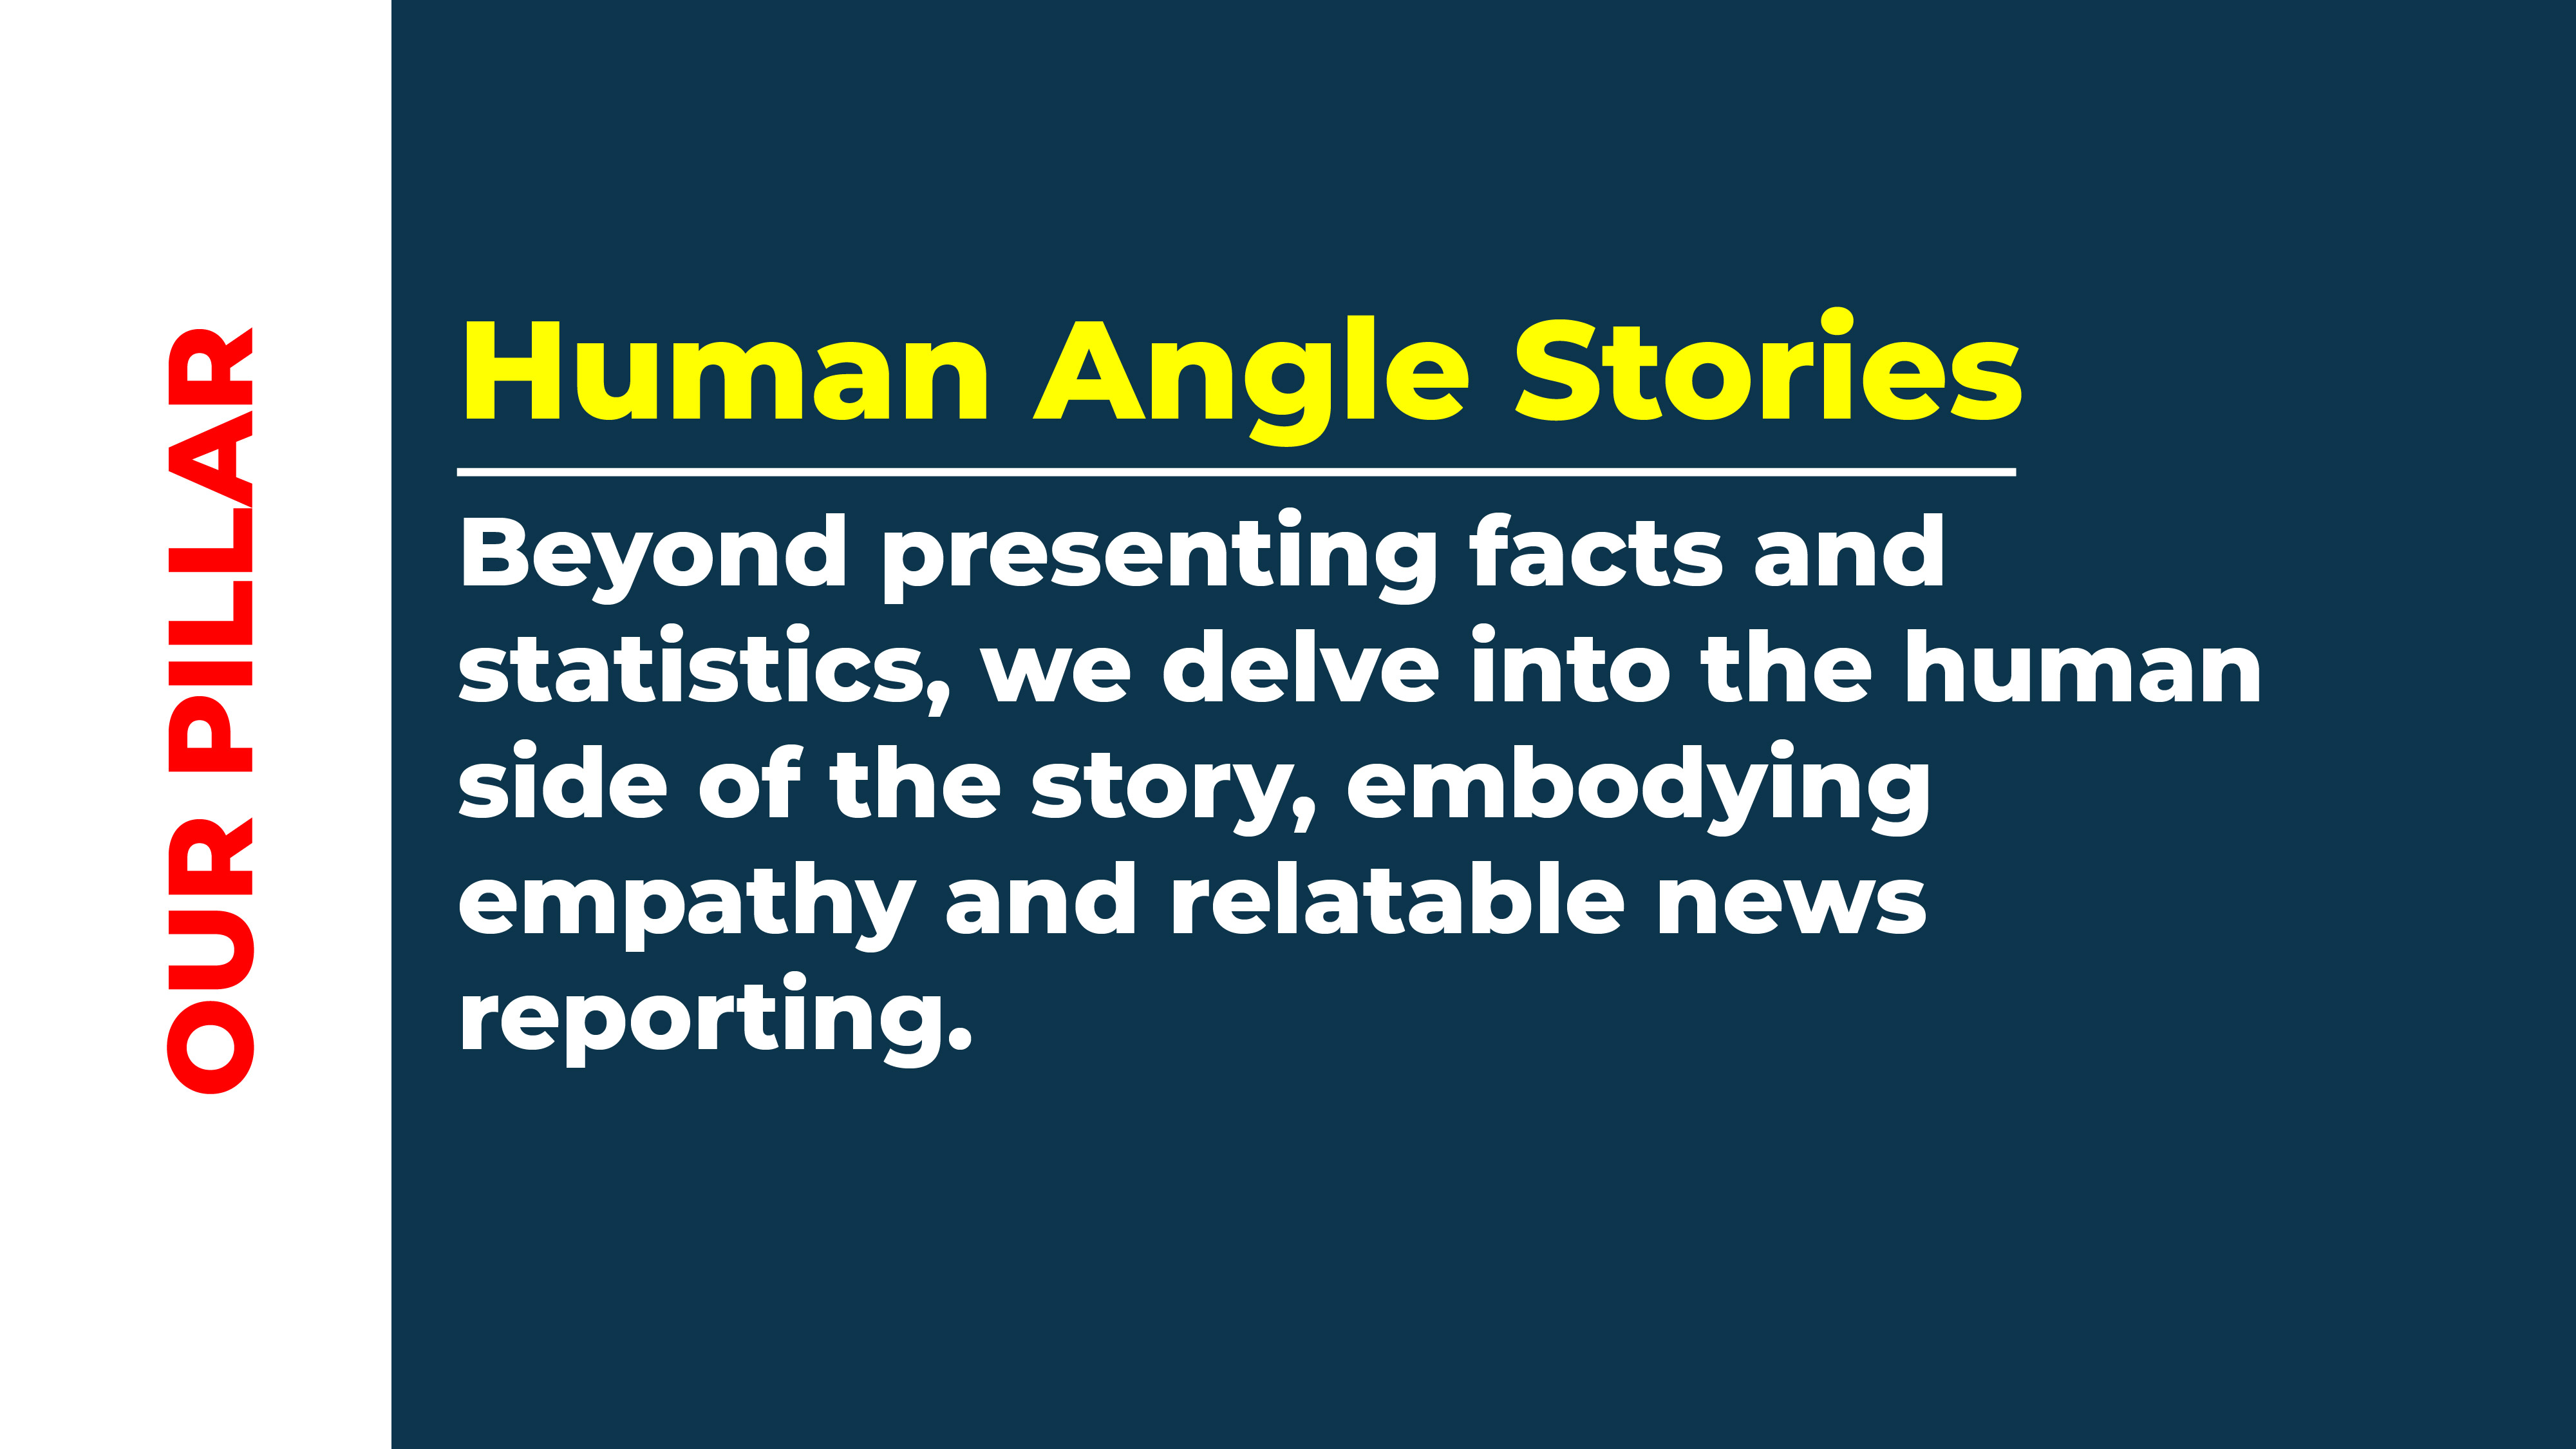 OUR PILLAR
Human Angle Stories
Beyond presenting facts and
statistics, we delve into the human
side of the story, embodying
empathy and relatable news
reporting.